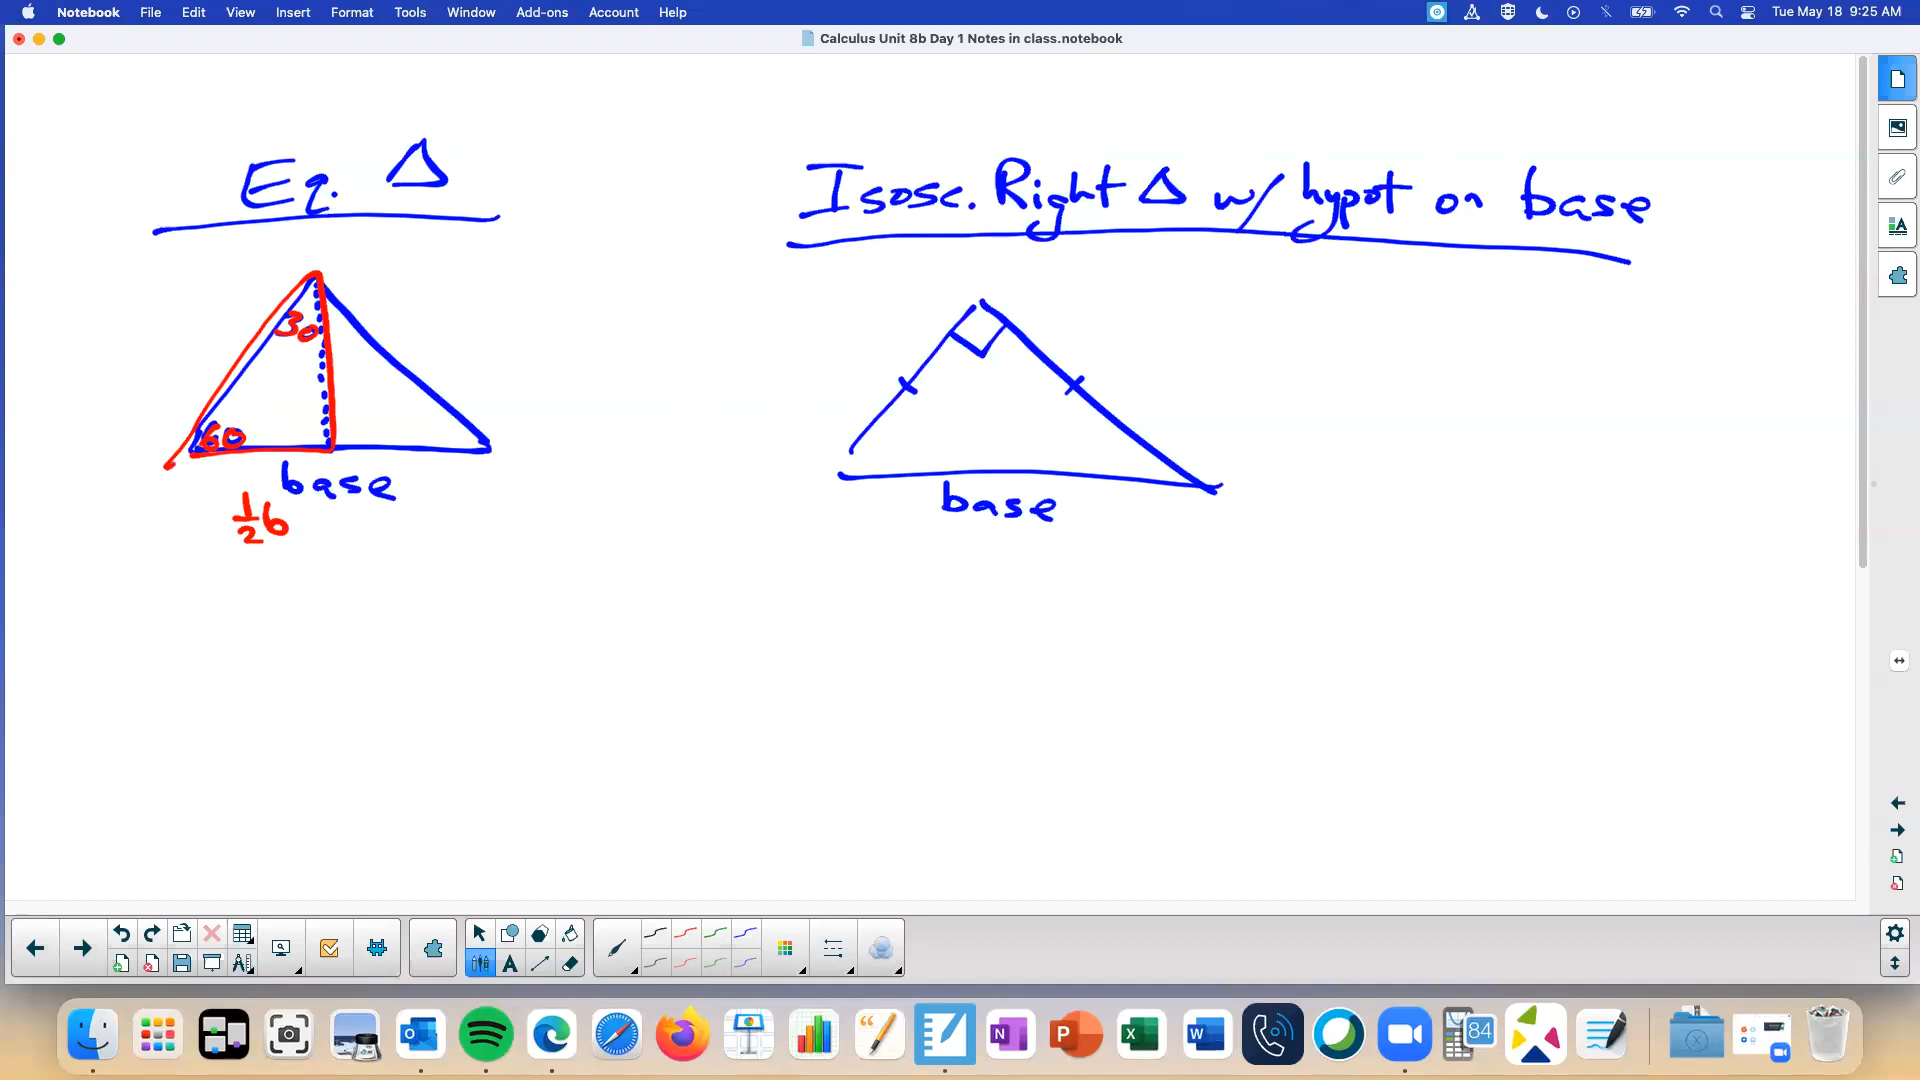 Notebook File Edit View Insert Format Tools Window Add-ons Account Help Tue May 18 9:25 AM
Calculus Unit 8b Day 1 Notes in class.notebook
Eq. Δ
Isosc. Right Δ w/ hypot on base
30
60
base
1/2 b
base
A
N
P
X
W
84
X